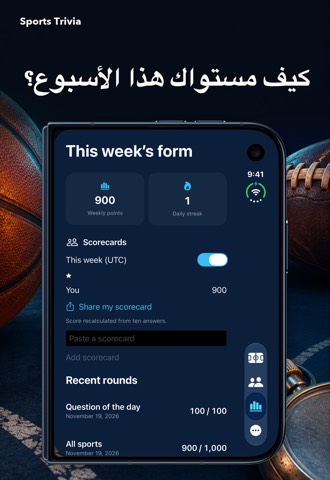 Sports Trivia
كيف مستواك هذا الأسبوع؟
This week's form
9:41
900
Weekly points
1
Daily streak
Scorecards
This week (UTC)
You 900
Share my scorecard
Score recalculated from ten answers.
Paste a scorecard
Add scorecard
Recent rounds
Question of the day
November 19, 2026
100 / 100
All sports
November 19, 2026
900 / 1,000